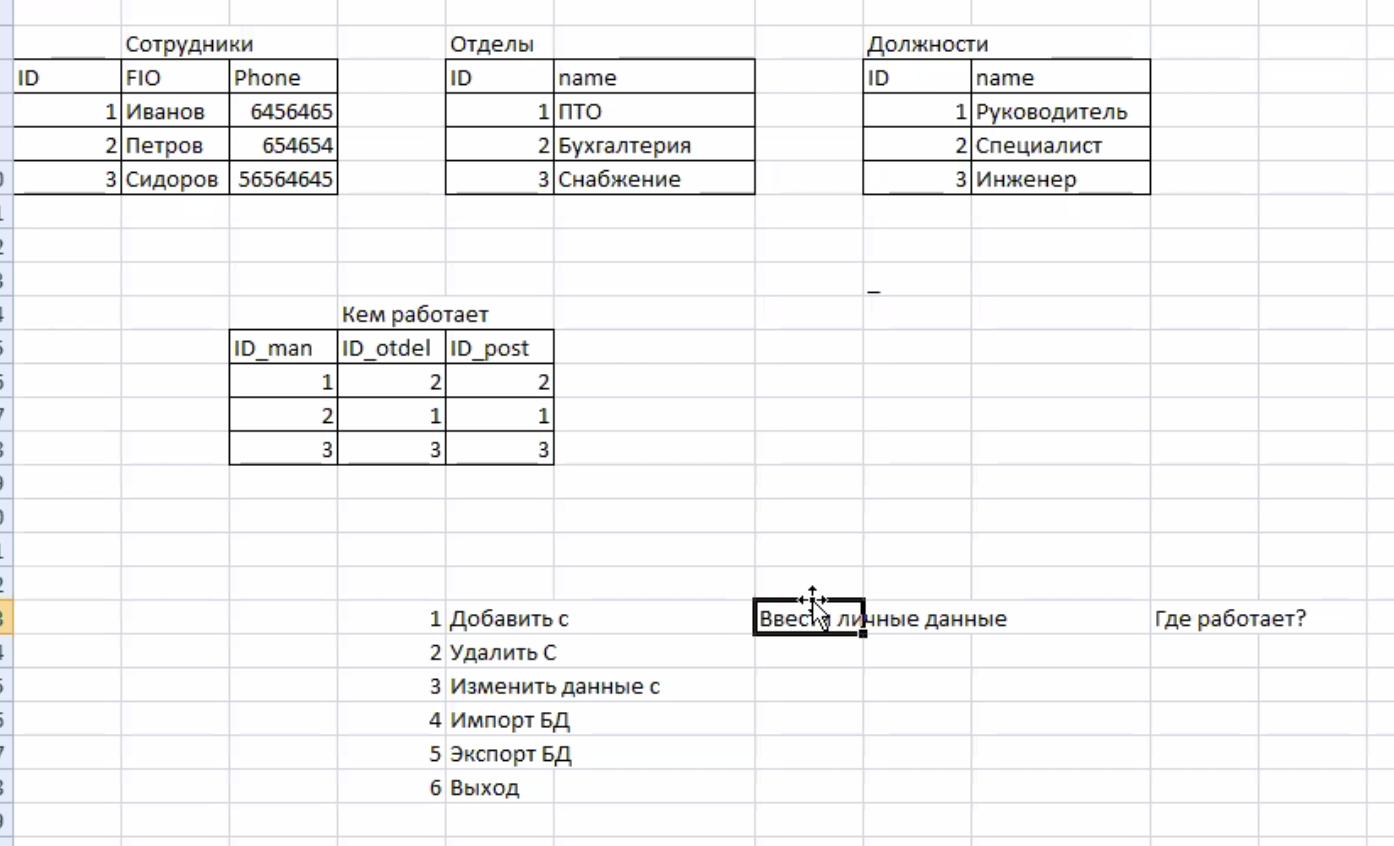 Сотрудники Отделы Должности
ID FIO Phone ID name ID name
1 Иванов 6456465 1 ПТО 1 Руководитель
2 Петров 654654 2 Бухгалтерия 2 Специалист
3 Сидоров 56564645 3 Снабжение 3 Инженер
_
Кем работает
ID_man ID_otdel ID_post
1 2 2
2 1 1
3 3 3
1 Добавить с Ввести личные данные Где работает?
2 Удалить С
3 Изменить данные с
4 Импорт БД
5 Экспорт БД
6 Выход